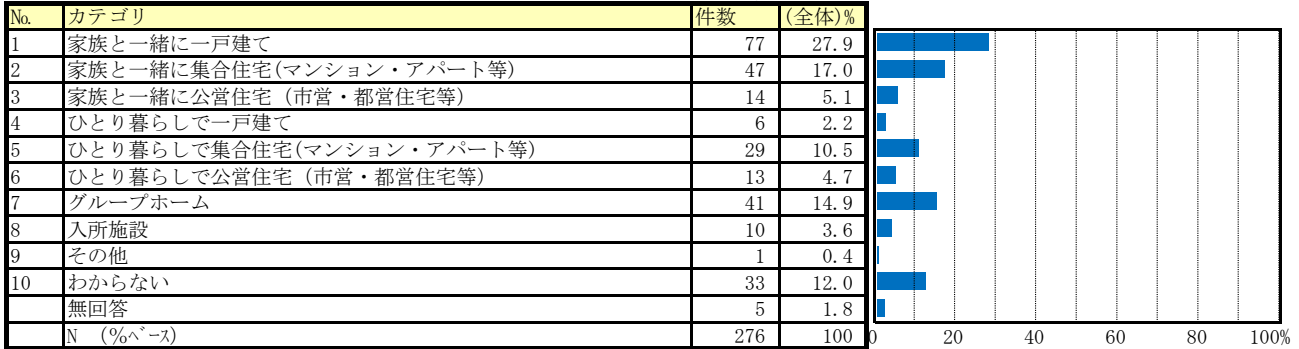 № カテゴリ 件数 (全体)%
1 家族と一緒に一戸建て 77 27.9
2 家族と一緒に集合住宅(マンション・アパート等) 47 17.0
3 家族と一緒に公営住宅（市営・都営住宅等） 14 5.1
4 ひとり暮らしで一戸建て 6 2.2
5 ひとり暮らしで集合住宅(マンション・アパート等) 29 10.5
6 ひとり暮らしで公営住宅（市営・都営住宅等） 13 4.7
7 グループホーム 41 14.9
8 入所施設 10 3.6
9 その他 1 0.4
10 わからない 33 12.0
無回答 5 1.8
N （%ﾍﾞｰｽ） 276 100
0 20 40 60 80 100%